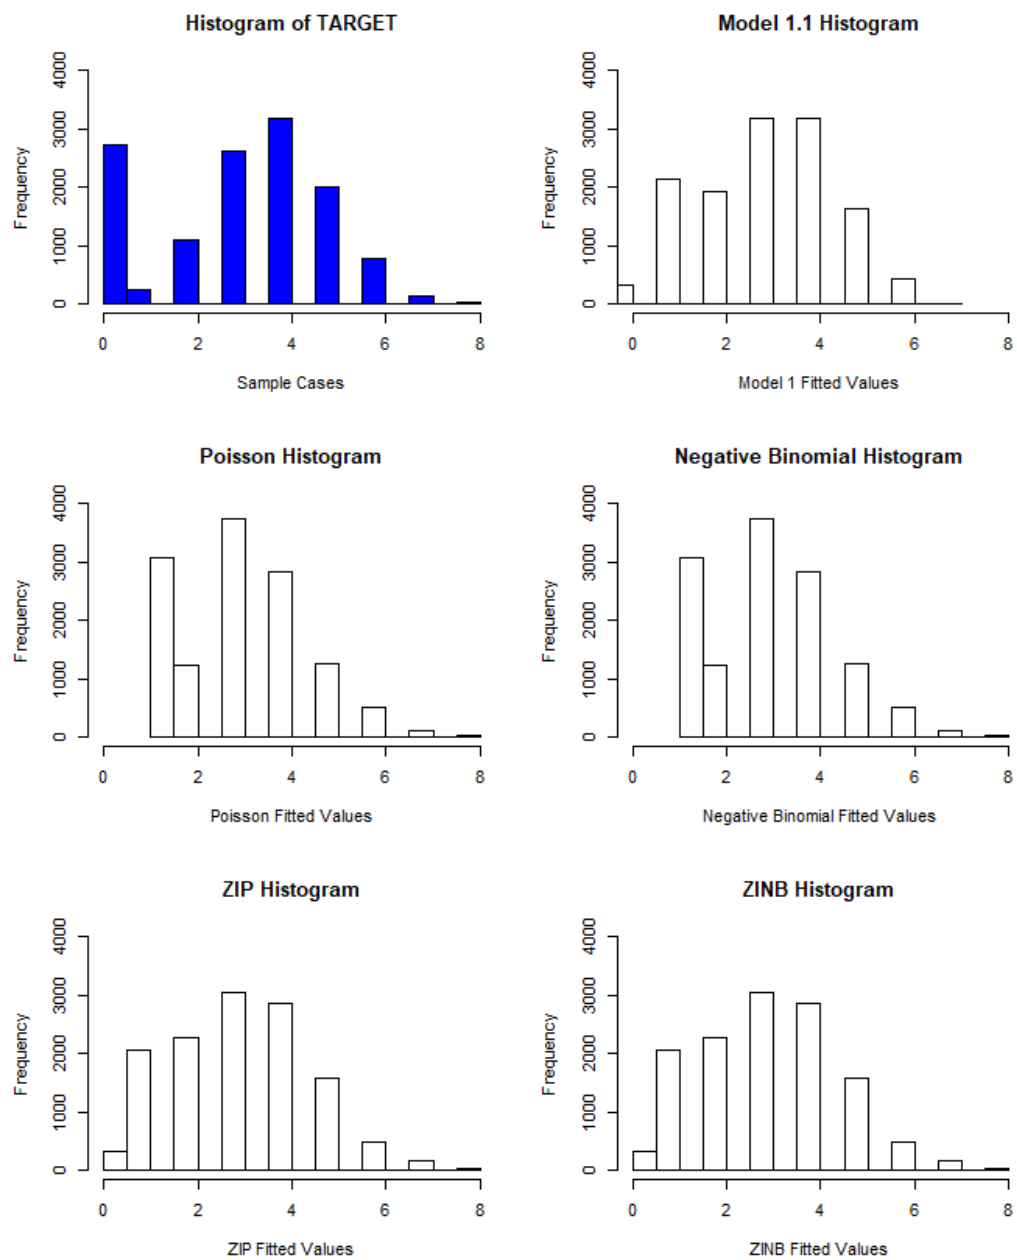 Histogram of TARGET
Frequency
4000
3000
2000
1000
0
0 2 4 6 8
Sample Cases
Model 1.1 Histogram
Frequency
4000
3000
2000
1000
0
0 2 4 6 8
Model 1 Fitted Values
Poisson Histogram
Frequency
4000
3000
2000
1000
0
0 2 4 6 8
Poisson Fitted Values
Negative Binomial Histogram
Frequency
4000
3000
2000
1000
0
0 2 4 6 8
Negative Binomial Fitted Values
ZIP Histogram
Frequency
4000
3000
2000
1000
0
0 2 4 6 8
ZIP Fitted Values
ZINB Histogram
Frequency
4000
3000
2000
1000
0
0 2 4 6 8
ZINB Fitted Values